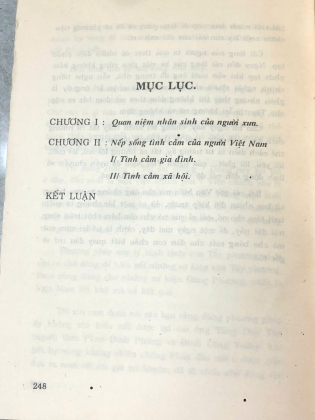 MỤC LỤC.
CHƯƠNG I : Quan niệm nhân sinh của người xưa.
CHƯƠNG II : Nếp sống tình cảm của người Việt Nam
I/ Tình cảm gia đình.
II/ Tình cảm xã hội.
KẾT LUẬN
248